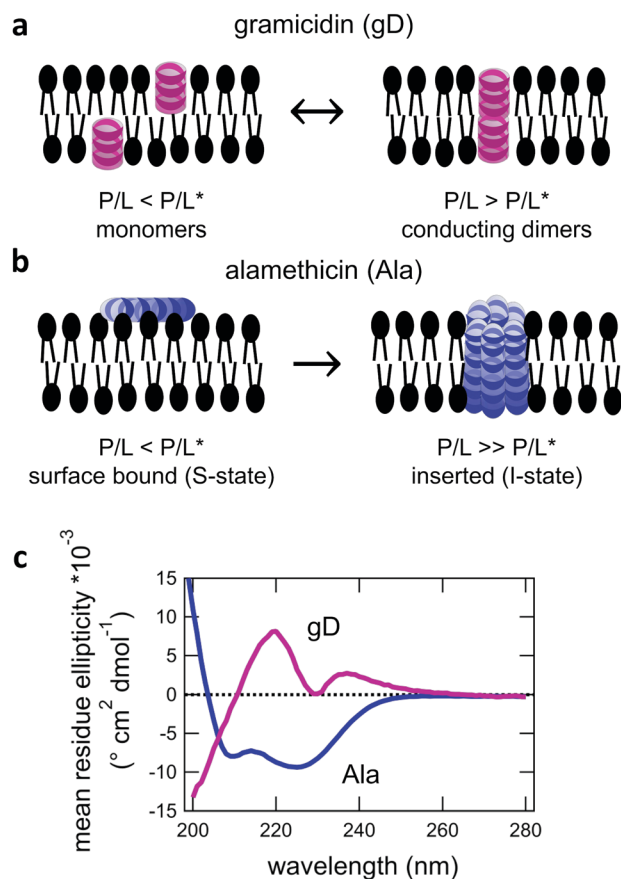 a
gramicidin (gD)
P/L < P/L*
monomers
P/L > P/L*
conducting dimers
b
alamethicin (Ala)
P/L < P/L*
surface bound (S-state)
P/L >> P/L*
inserted (I-state)
c
mean residue ellipticity *10⁻³
(° cm² dmol⁻¹)
15
10
5
0
-5
-10
-15
gD
Ala
200
220
240
260
280
wavelength (nm)